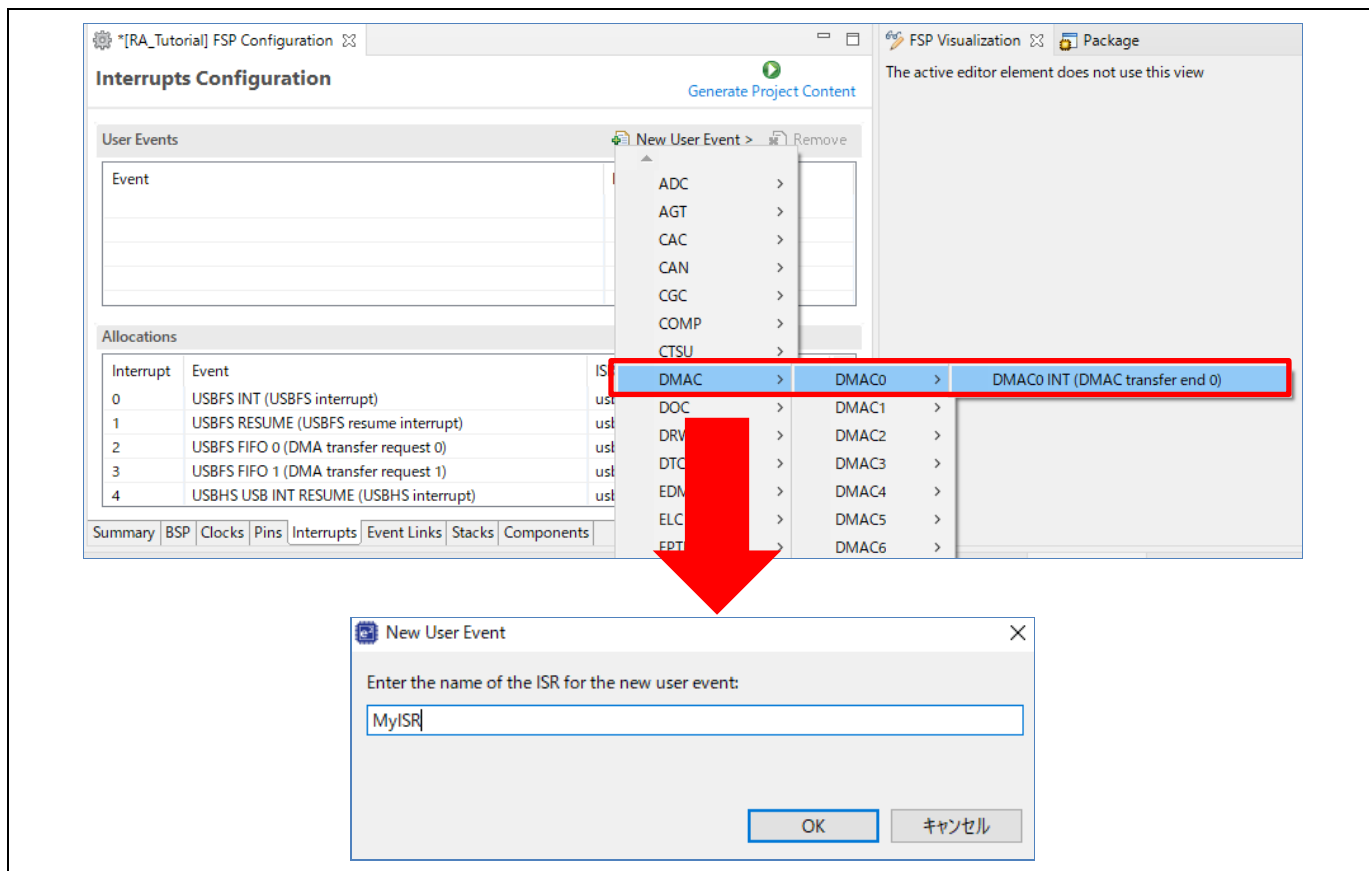 *[RA_Tutorial] FSP Configuration
FSP Visualization
Package
Interrupts Configuration
Generate Project Content
The active editor element does not use this view
User Events
New User Event >
Remove
Event
ADC >
AGT >
CAC >
CAN >
CGC >
COMP >
CTSU >
DMAC >
DOC >
DTC >
ELC >
DMAC0 >
DMAC1 >
DMAC2 >
DMAC3 >
DMAC4 >
DMAC5 >
DMAC6 >
DMAC0 INT (DMAC transfer end 0)
Allocations
Interrupt Event
0 USBFS INT (USBFS interrupt)
1 USBFS RESUME (USBFS resume interrupt)
2 USBFS FIFO 0 (DMA transfer request 0)
3 USBFS FIFO 1 (DMA transfer request 1)
4 USBHS USB INT RESUME (USBHS interrupt)
Summary BSP Clocks Pins Interrupts Event Links Stacks Components
New User Event
Enter the name of the ISR for the new user event:
MyISR
OK キャンセル